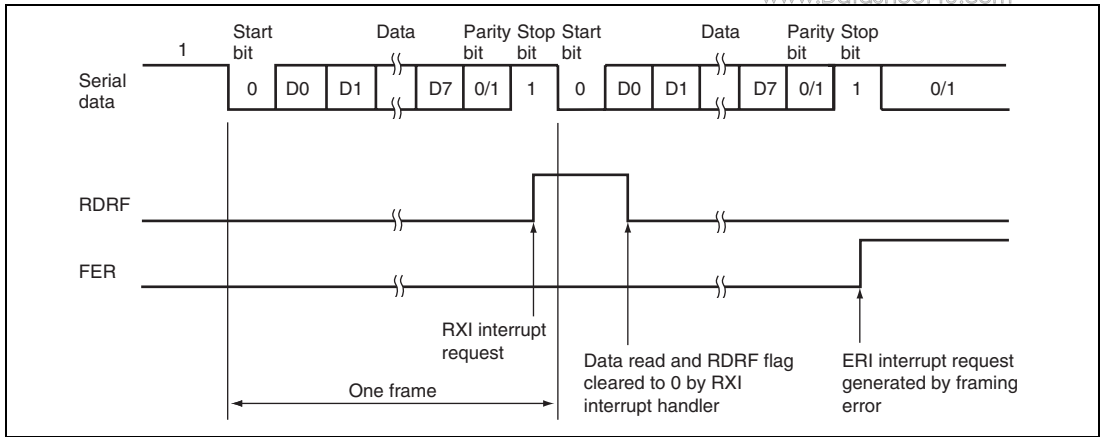 www.DataSheet4U.com
Start bit
Data
Parity bit
Stop bit
Start bit
Data
Parity bit
Stop bit
1
Serial data
0 D0 D1 D7 0/1 1 0 D0 D1 D7 0/1 1 0/1
RDRF
FER
RXI interrupt
request
Data read and RDRF flag
cleared to 0 by RXI
interrupt handler
ERI interrupt request
generated by framing
error
One frame